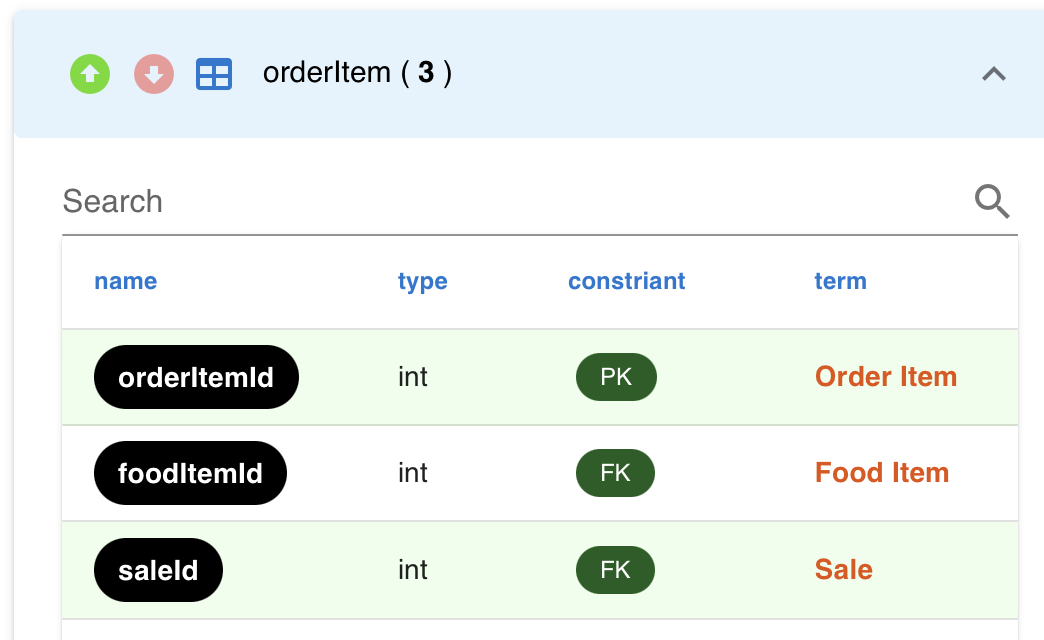 orderItem ( 3 )
Search
name type constriant term
orderItemId int PK Order Item
foodItemId int FK Food Item
saleId int FK Sale